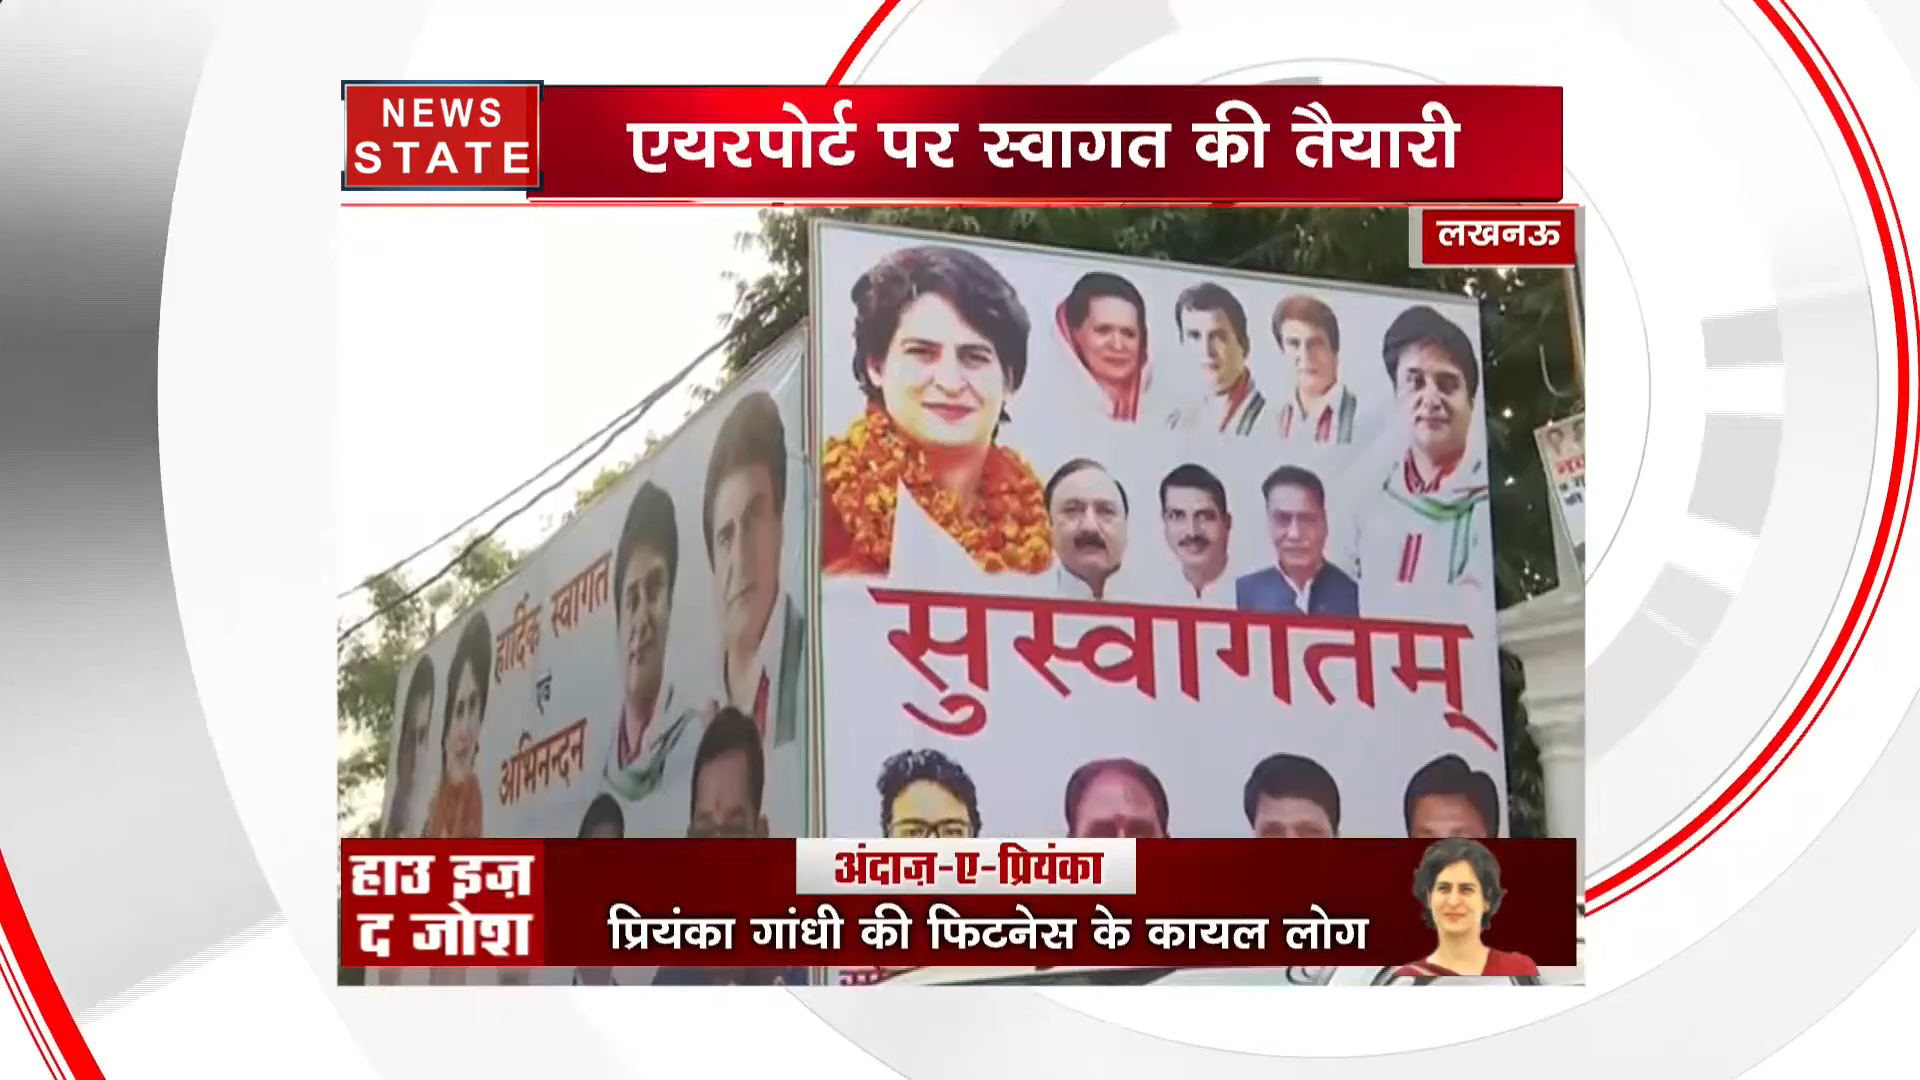 NEWS
STATE
एयरपोर्ट पर स्वागत की तैयारी
लखनऊ
हार्दिक स्वागत
एवं
अभिनन्दन
सुस्वागतम्
हाउ इज़
द जोश
अंदाज़-ए-प्रियंका
प्रियंका गांधी की फिटनेस के कायल लोग